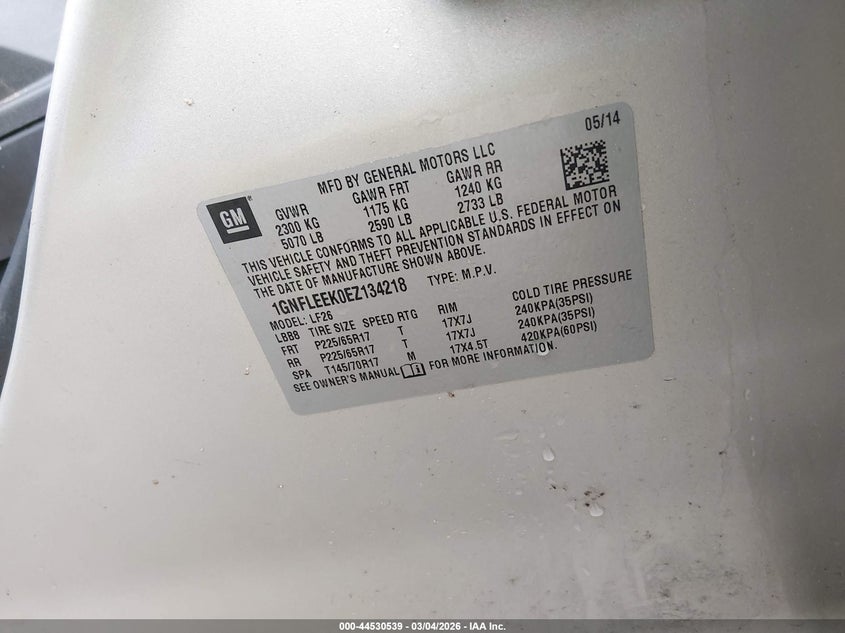 05/14
MFD BY GENERAL MOTORS LLC
GM®
GVWR GAWR FRT GAWR RR
2300 KG 1175 KG 1240 KG
5070 LB 2590 LB 2733 LB
THIS VEHICLE CONFORMS TO ALL APPLICABLE U.S. FEDERAL MOTOR
VEHICLE SAFETY AND THEFT PREVENTION STANDARDS IN EFFECT ON
THE DATE OF MANUFACTURE SHOWN ABOVE.
1GNFLEEK0EZ134218 TYPE: M.P.V.
MODEL: LF26
LBB8 TIRE SIZE SPEED RTG RIM COLD TIRE PRESSURE
FRT P225/65R17 T 17X7J 240KPA(35PSI)
RR P225/65R17 T 17X7J 240KPA(35PSI)
SPA T145/70R17 M 17X4.5T 420KPA(60PSI)
SEE OWNER'S MANUAL FOR MORE INFORMATION.
000-44530539 - 03/04/2026 - IAA Inc.